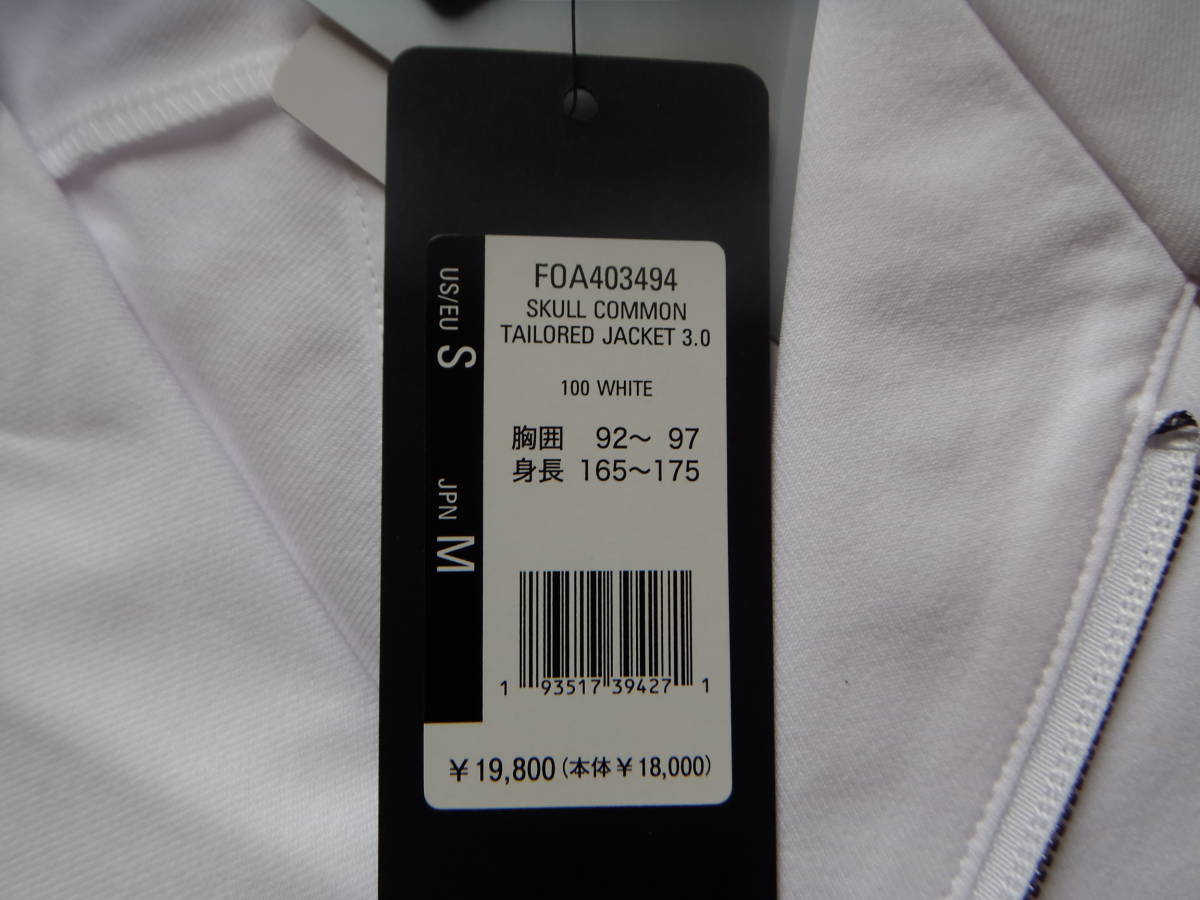 FOA403494
SKULL COMMON
TAILORED JACKET 3.0
100 WHITE
胸囲 92～ 97
身長 165～175
US/EU S
JPN M
1 93517 39427 1
￥19,800 (本体￥18,000)